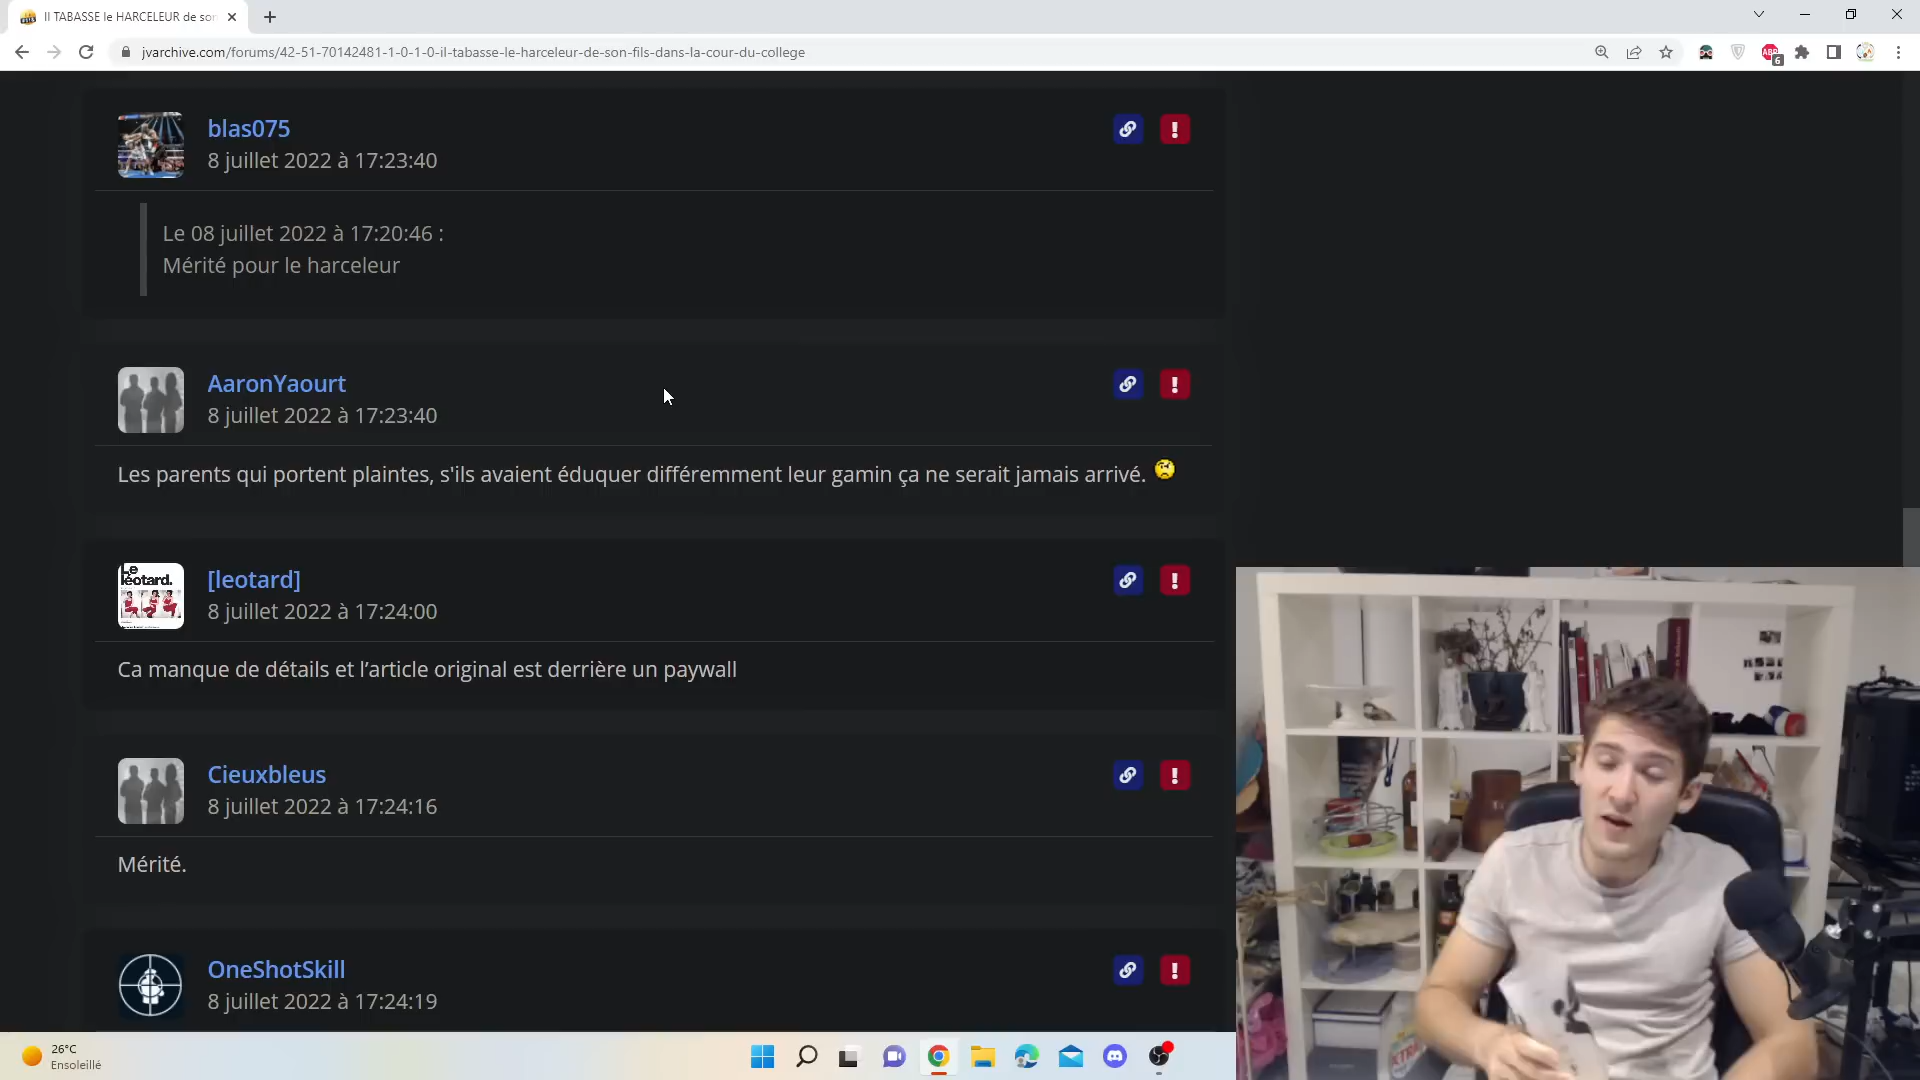 Il TABASSE le HARCELEUR de son
jvarchive.com/forums/42-51-70142481-1-0-1-0-il-tabasse-le-harceleur-de-son-fils-dans-la-cour-du-college
ABP
6
blas075
8 juillet 2022 à 17:23:40
Le 08 juillet 2022 à 17:20:46 :
Mérité pour le harceleur
AaronYaourt
8 juillet 2022 à 17:23:40
Les parents qui portent plaintes, s'ils avaient éduquer différemment leur gamin ça ne serait jamais arrivé.
Le
léotard.
[leotard]
8 juillet 2022 à 17:24:00
Ca manque de détails et l’article original est derrière un paywall
Cieuxbleus
8 juillet 2022 à 17:24:16
Mérité.
OneShotSkill
8 juillet 2022 à 17:24:19
26°C
Ensoleillé